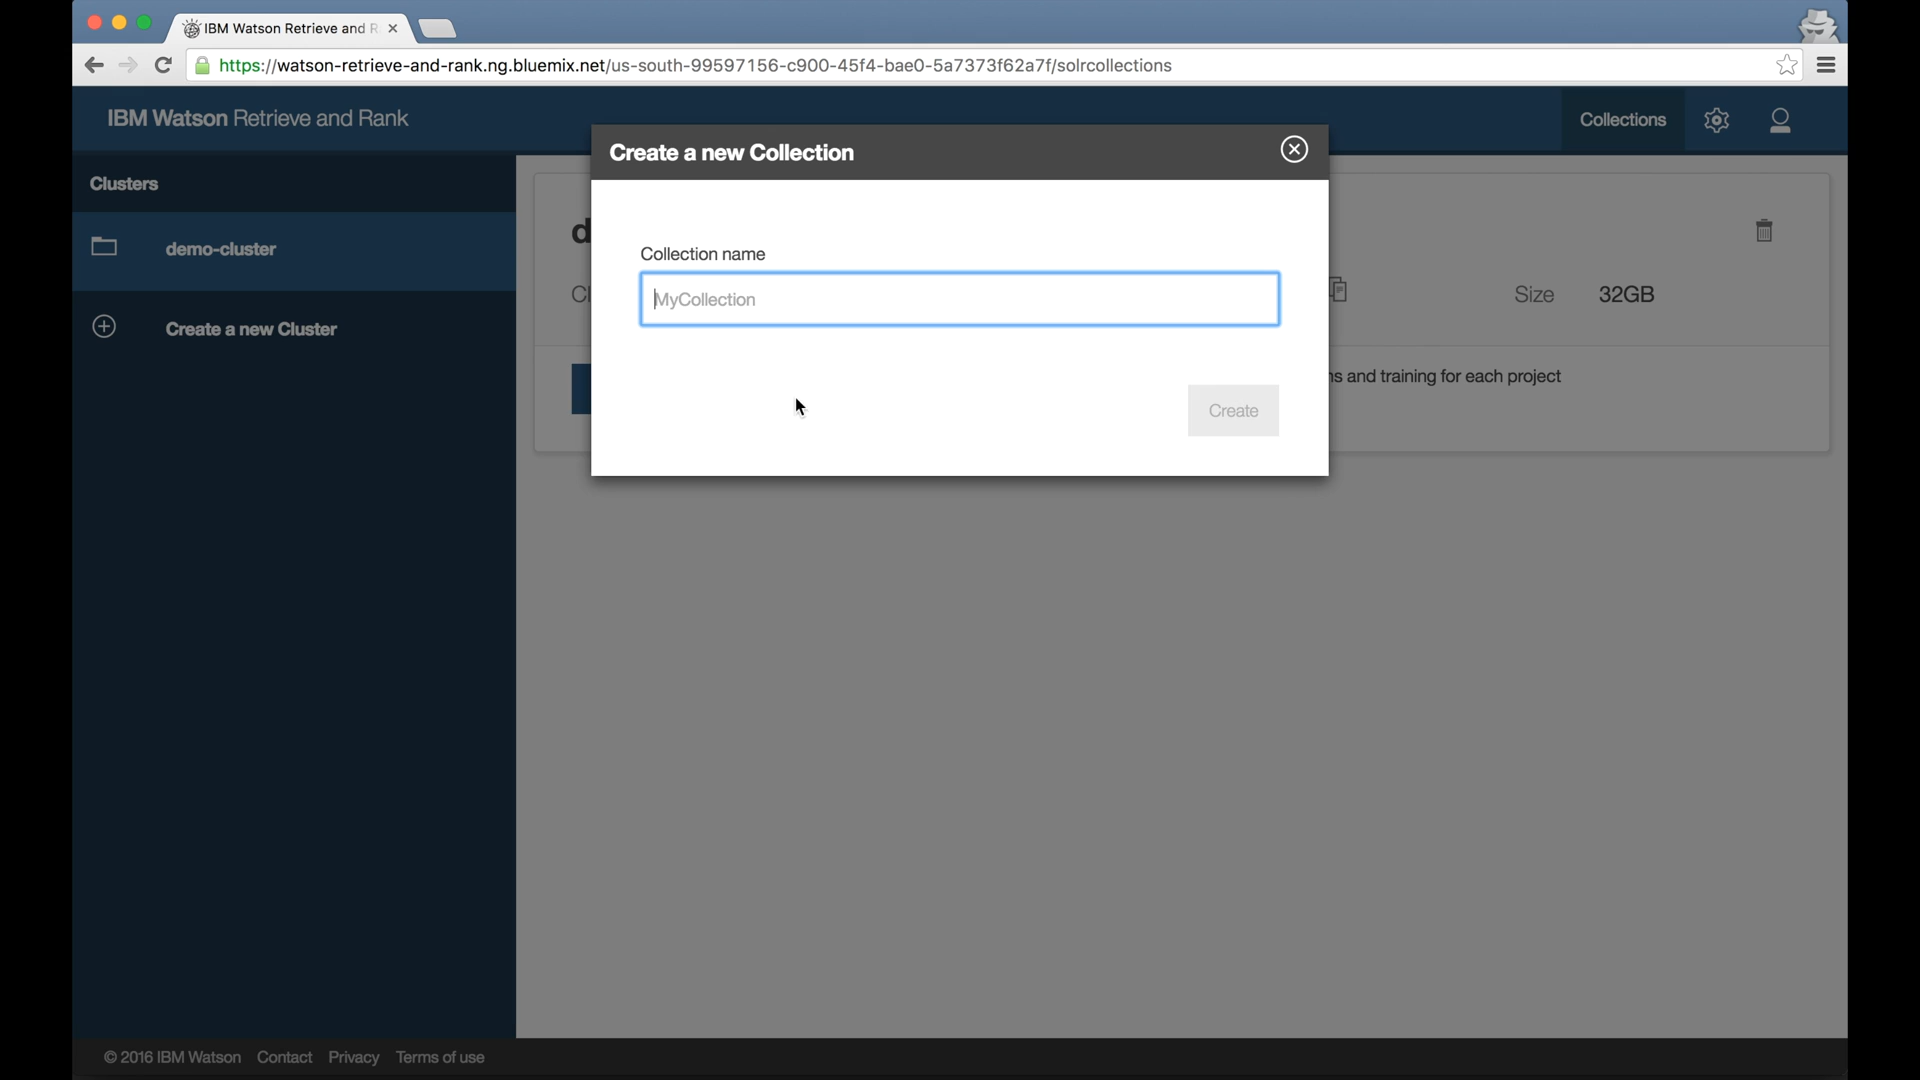 IBM Watson Retrieve and R
https://watson-retrieve-and-rank.ng.bluemix.net/us-south-99597156-c900-45f4-bae0-5a7373f62a7f/solrcollections
IBM Watson Retrieve and Rank
Collections
Create a new Collection
Clusters
demo-cluster
Create a new Cluster
d
Collection name
MyCollection
Size 32GB
and training for each project
Create
© 2016 IBM Watson Contact Privacy Terms of use